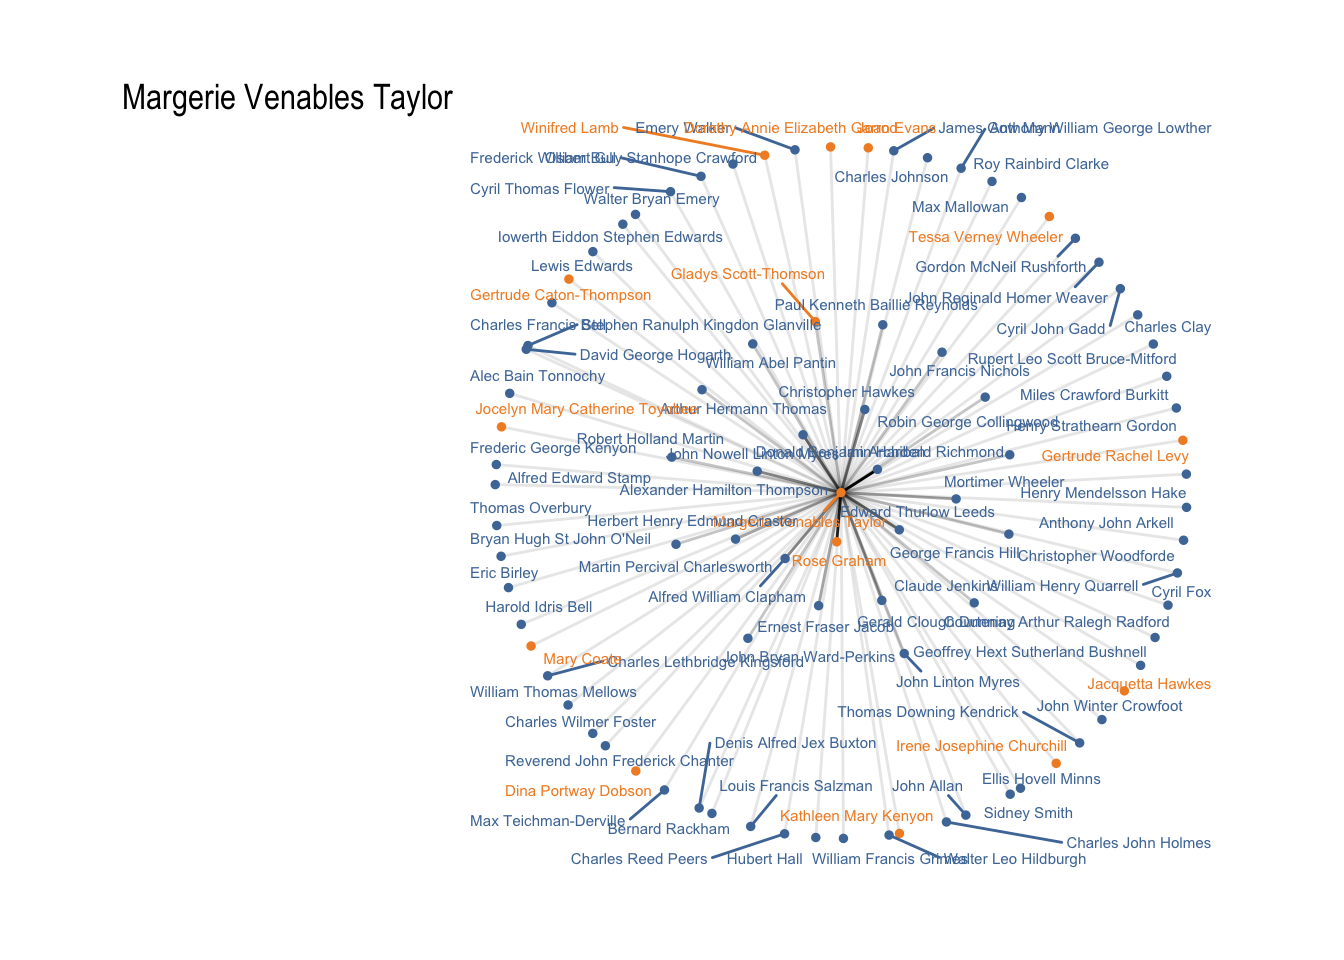 Margerie Venables Taylor
Winifred Lamb
Emery Walker
Dorothy Annie Elizabeth Garrod
Joan Evans
James Gow Mann
Anthony William George Lowther
Frederick William Bull
Osbert Guy Stanhope Crawford
Charles Johnson
Roy Rainbird Clarke
Cyril Thomas Flower
Walter Bryan Emery
Max Mallowan
Iowerth Eiddon Stephen Edwards
Tessa Verney Wheeler
Lewis Edwards
Gladys Scott-Thomson
Gordon McNeil Rushforth
Gertrude Caton-Thompson
Paul Kenneth Baillie Reynolds
John Reginald Homer Weaver
Charles Francis Bell
Stephen Ranulph Kingdon Glanville
Cyril John Gadd
Charles Clay
David George Hogarth
William Abel Pantin
Rupert Leo Scott Bruce-Mitford
Alec Bain Tonnochy
John Francis Nichols
Christopher Hawkes
Miles Crawford Burkitt
Jocelyn Mary Catherine Toynbee
Arthur Hermann Thomas
Robin George Collingwood
Henry Strathearn Gordon
Robert Holland Martin
Frederic George Kenyon
John Nowell Linton Myres
Donald Benjamin Harden
Ian Archibald Richmond
Gertrude Rachel Levy
Alfred Edward Stamp
Alexander Hamilton Thompson
Mortimer Wheeler
Henry Mendelsson Hake
Thomas Overbury
Herbert Henry Edmund Craster
Margerie Venables Taylor
Edward Thurlow Leeds
Anthony John Arkell
Bryan Hugh St John O'Neil
Rose Graham
George Francis Hill
Christopher Woodforde
Eric Birley
Martin Percival Charlesworth
Claude Jenkins
William Henry Quarrell
Cyril Fox
Alfred William Clapham
Harold Idris Bell
Ernest Fraser Jacob
Gerald Clough Dunning
Courtenay Arthur Ralegh Radford
Mary Coate
Charles Lethbridge Kingsford
John Bryan Ward-Perkins
Geoffrey Hext Sutherland Bushnell
William Thomas Mellows
John Linton Myres
Jacquetta Hawkes
Charles Wilmer Foster
Thomas Downing Kendrick
John Winter Crowfoot
Reverend John Frederick Chanter
Denis Alfred Jex Buxton
Irene Josephine Churchill
Dina Portway Dobson
Louis Francis Salzman
John Allan
Ellis Hovell Minns
Max Teichman-Derville
Bernard Rackham
Kathleen Mary Kenyon
Sidney Smith
Charles John Holmes
Charles Reed Peers
Hubert Hall
William Francis Grimes
Walter Leo Hildburgh